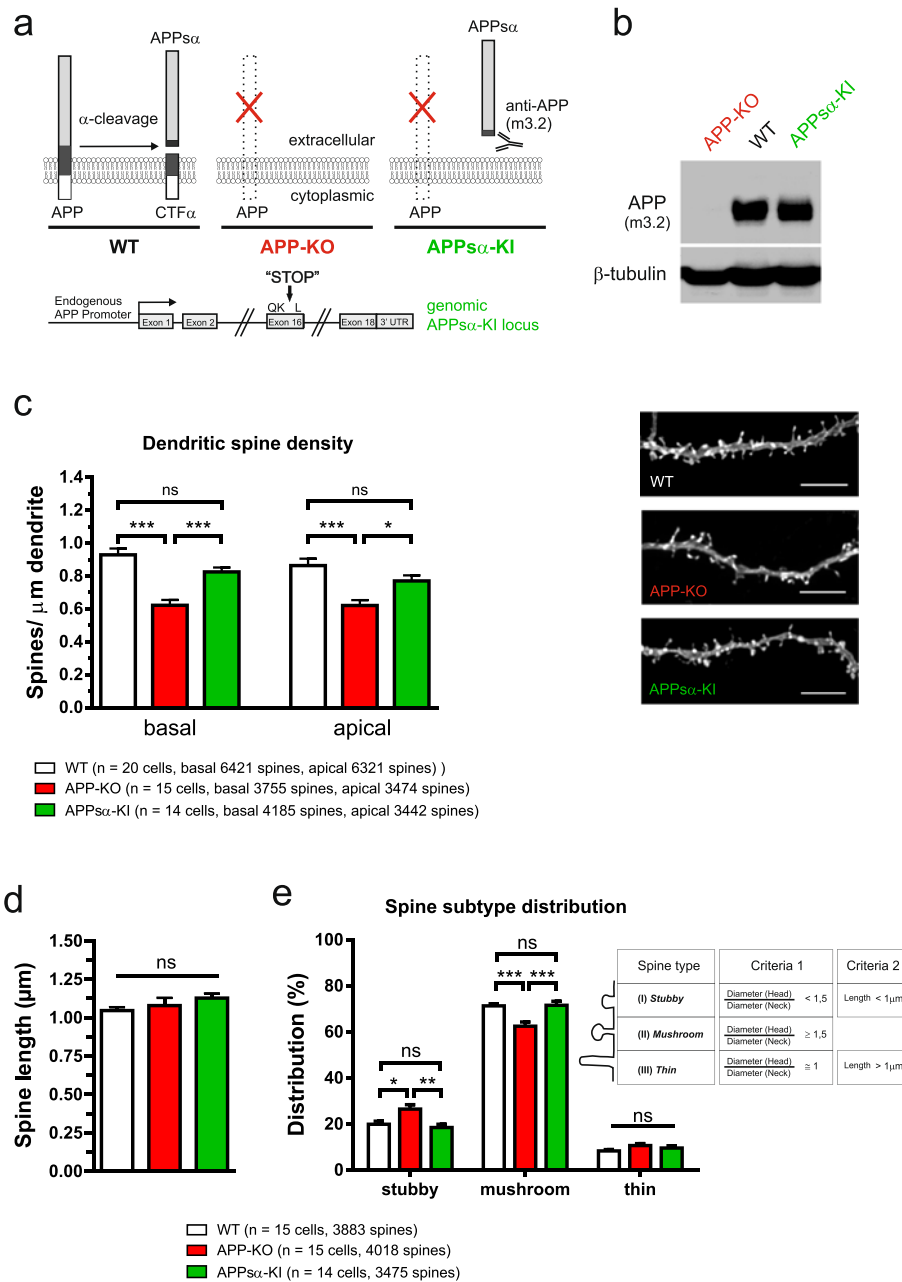 a
APPsα
APPsα
α-cleavage
anti-APP
(m3.2)
extracellular
cytoplasmic
APP
CTFα
APP
APP
WT
APP-KO
APPsα-KI
"STOP"
Endogenous
APP Promoter
QK L
Exon 1
Exon 2
Exon 16
Exon 18
3' UTR
genomic
APPsα-KI locus
b
APP-KO
WT
APPsα-KI
APP
(m3.2)
β-tubulin
c
Dendritic spine density
Spines/ μm dendrite
1.4
1.2
1.0
0.8
0.6
0.4
0.2
0.0
ns
*** ***
ns
*** *
basal
apical
WT (n = 20 cells, basal 6421 spines, apical 6321 spines) )
APP-KO (n = 15 cells, basal 3755 spines, apical 3474 spines)
APPsα-KI (n = 14 cells, basal 4185 spines, apical 3442 spines)
WT
APP-KO
APPsα-KI
d
Spine length (μm)
1.50
1.25
1.00
0.75
0.50
0.25
0.00
ns
e
Spine subtype distribution
Distribution (%)
100
80
60
40
20
0
ns
* **
ns
*** ***
ns
stubby
mushroom
thin
Spine type
Criteria 1
Criteria 2
(I) Stubby
Diameter (Head)
Diameter (Neck)
< 1,5
Length < 1μm
(II) Mushroom
Diameter (Head)
Diameter (Neck)
≥ 1,5
(III) Thin
Diameter (Head)
Diameter (Neck)
≅ 1
Length > 1μm
WT (n = 15 cells, 3883 spines)
APP-KO (n = 15 cells, 4018 spines)
APPsα-KI (n = 14 cells, 3475 spines)